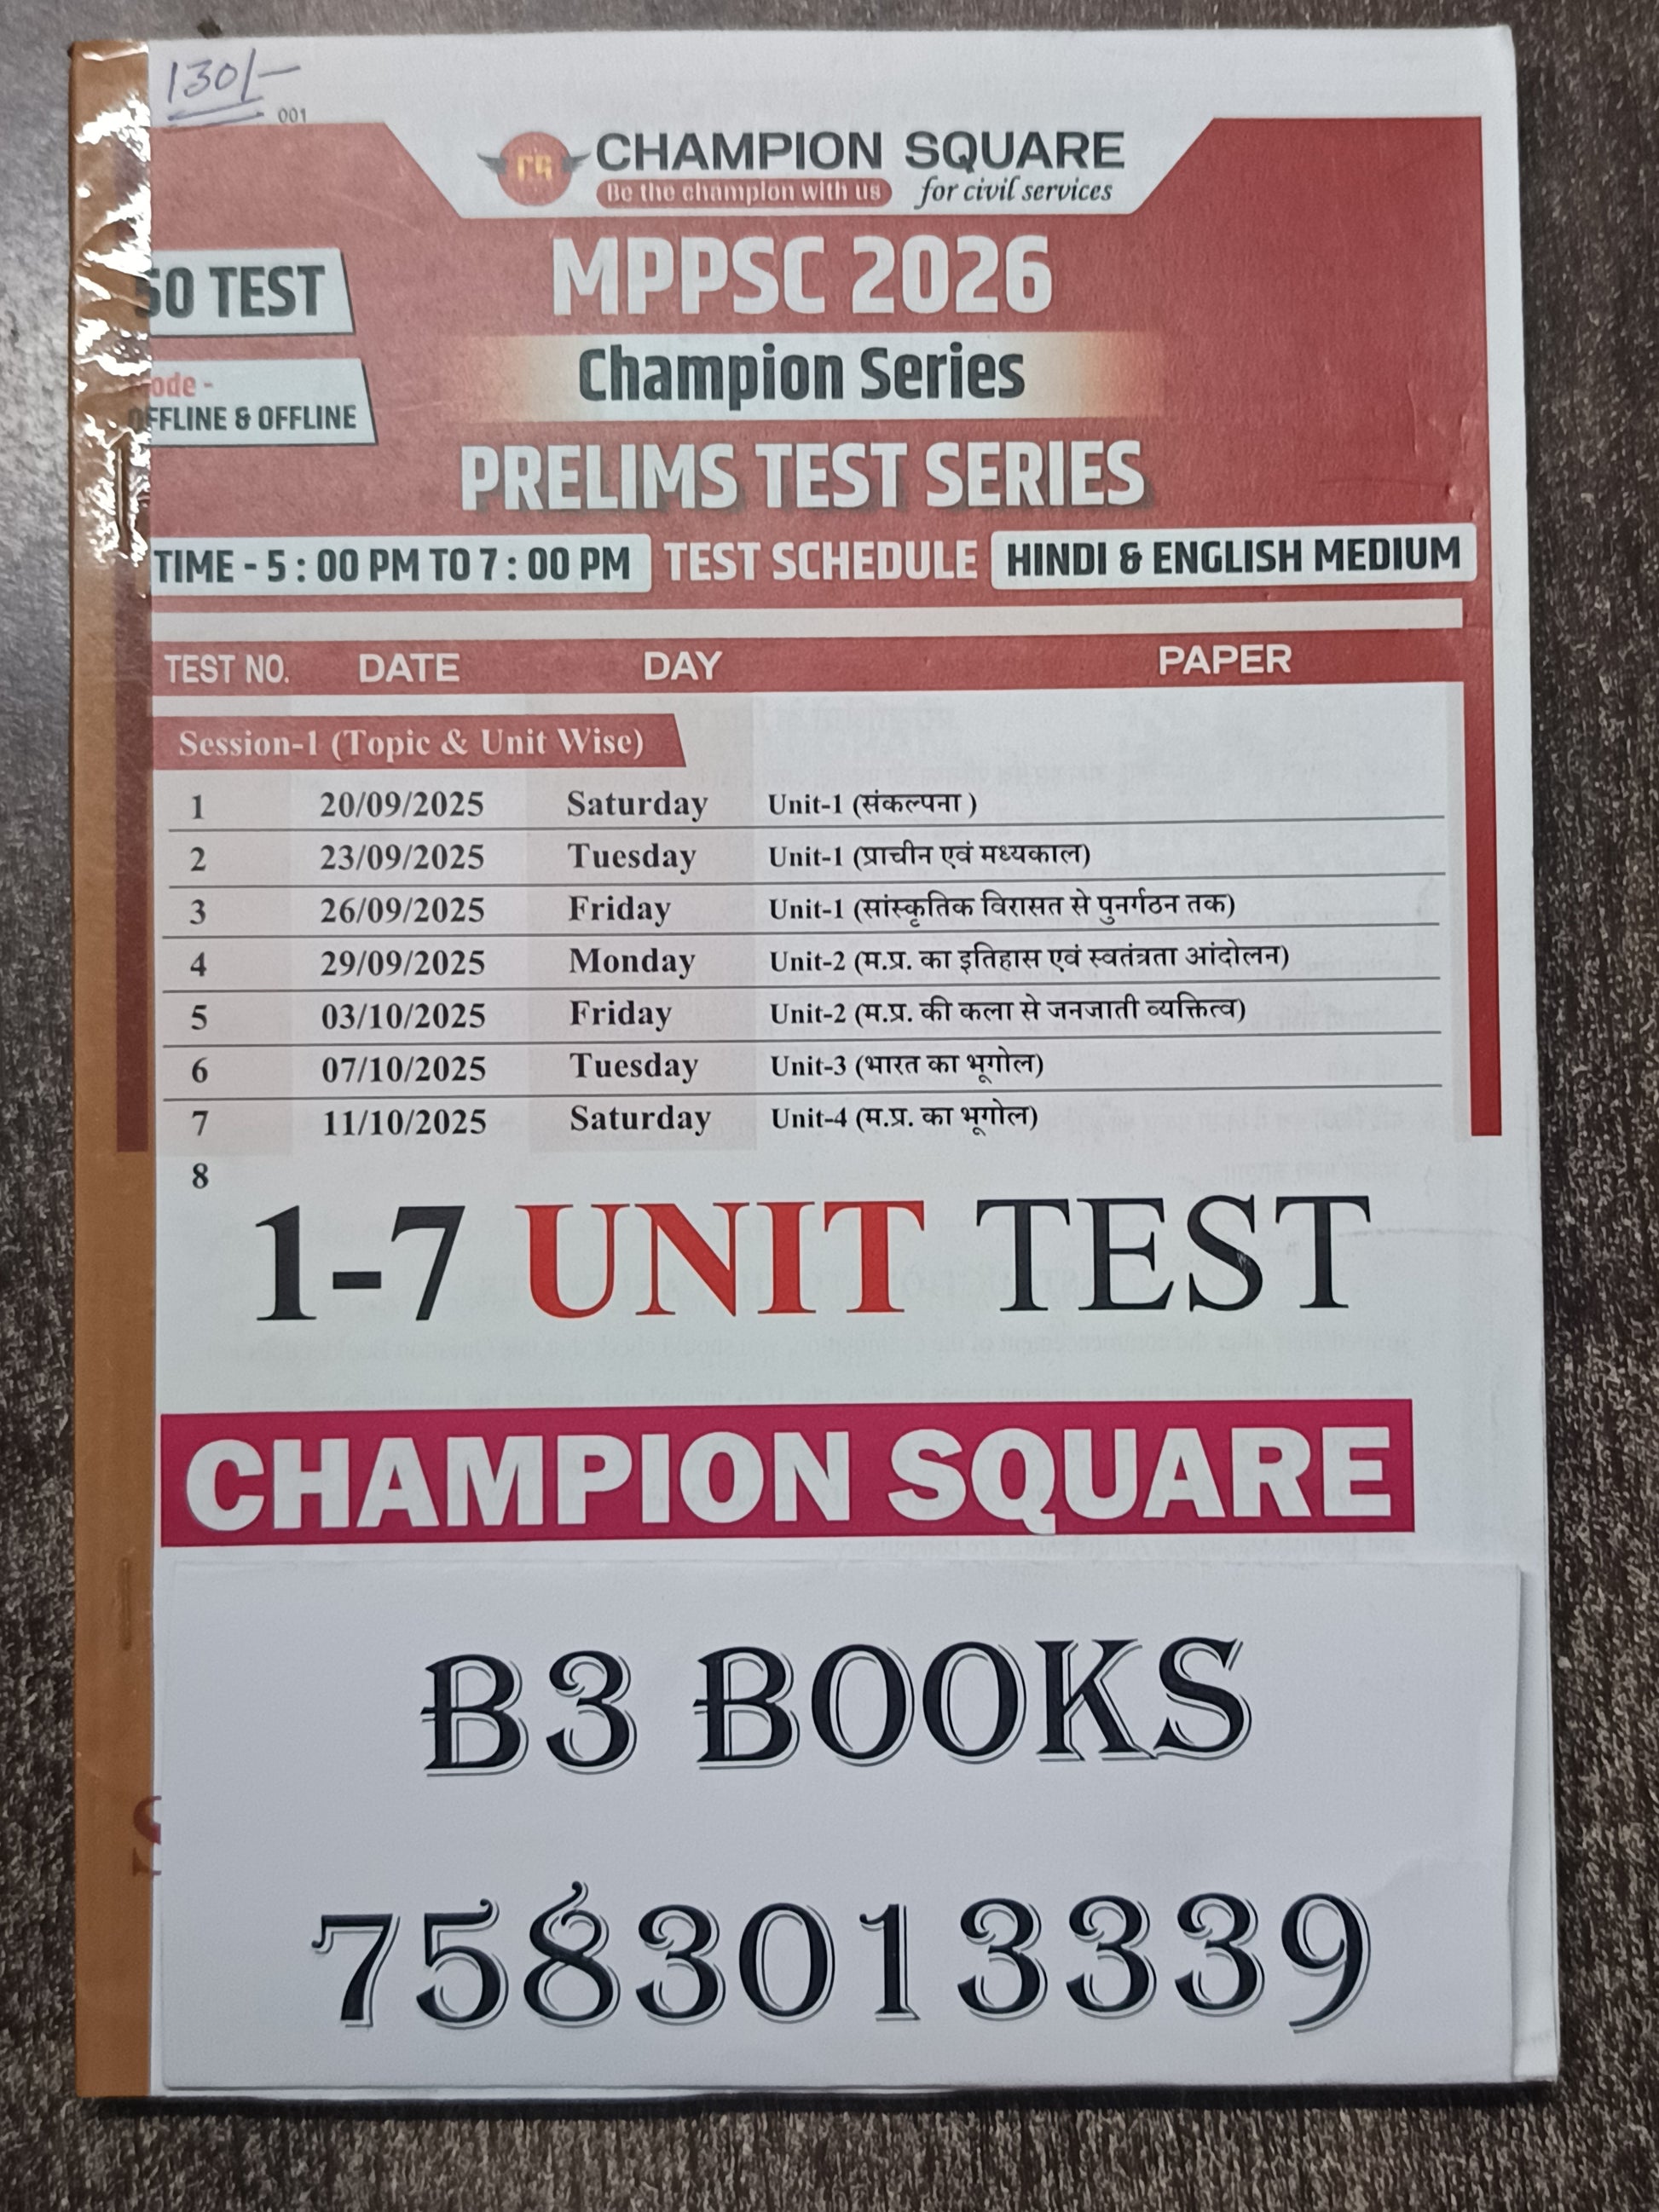 130/-
001
CHAMPION SQUARE
Be the champion with us for civil services
MPPSC 2026
50 TEST
Champion Series
ode -
OFFLINE & OFFLINE
PRELIMS TEST SERIES
TIME - 5 : 00 PM TO 7 : 00 PM TEST SCHEDULE HINDI & ENGLISH MEDIUM
TEST NO. DATE DAY PAPER
Session-1 (Topic & Unit Wise)
1 20/09/2025 Saturday Unit-1 (संकल्पना )
2 23/09/2025 Tuesday Unit-1 (प्राचीन एवं मध्यकाल)
3 26/09/2025 Friday Unit-1 (सांस्कृतिक विरासत से पुनर्गठन तक)
4 29/09/2025 Monday Unit-2 (म.प्र. का इतिहास एवं स्वतंत्रता आंदोलन)
5 03/10/2025 Friday Unit-2 (म.प्र. की कला से जनजाती व्यक्तित्व)
6 07/10/2025 Tuesday Unit-3 (भारत का भूगोल)
7 11/10/2025 Saturday Unit-4 (म.प्र. का भूगोल)
8
1-7 UNIT TEST
CHAMPION SQUARE
B3 BOOKS
7583013339